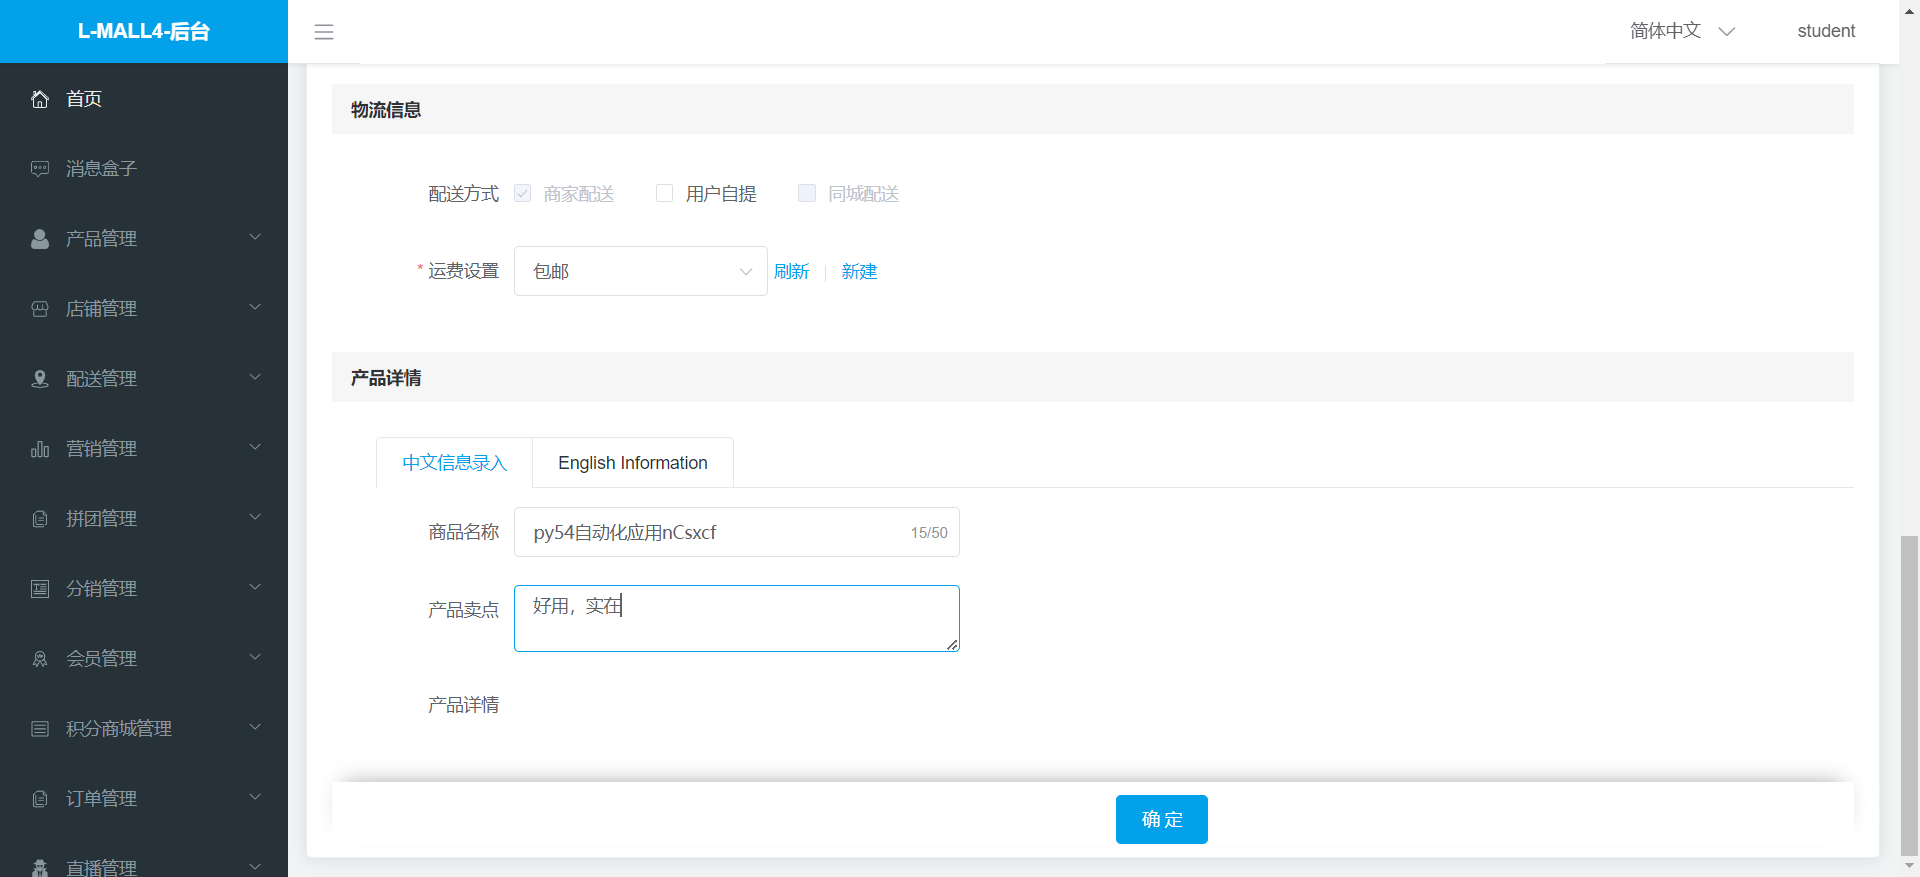 L-MALL4-后台
简体中文
student
首页
消息盒子
产品管理
店铺管理
配送管理
营销管理
拼团管理
分销管理
会员管理
积分商城管理
订单管理
直播管理
物流信息
配送方式 商家配送 用户自提 同城配送
* 运费设置 包邮 刷新 新建
产品详情
中文信息录入 English Information
商品名称 py54自动化应用nCsxcf 15/50
产品卖点 好用，实在
产品详情
确 定